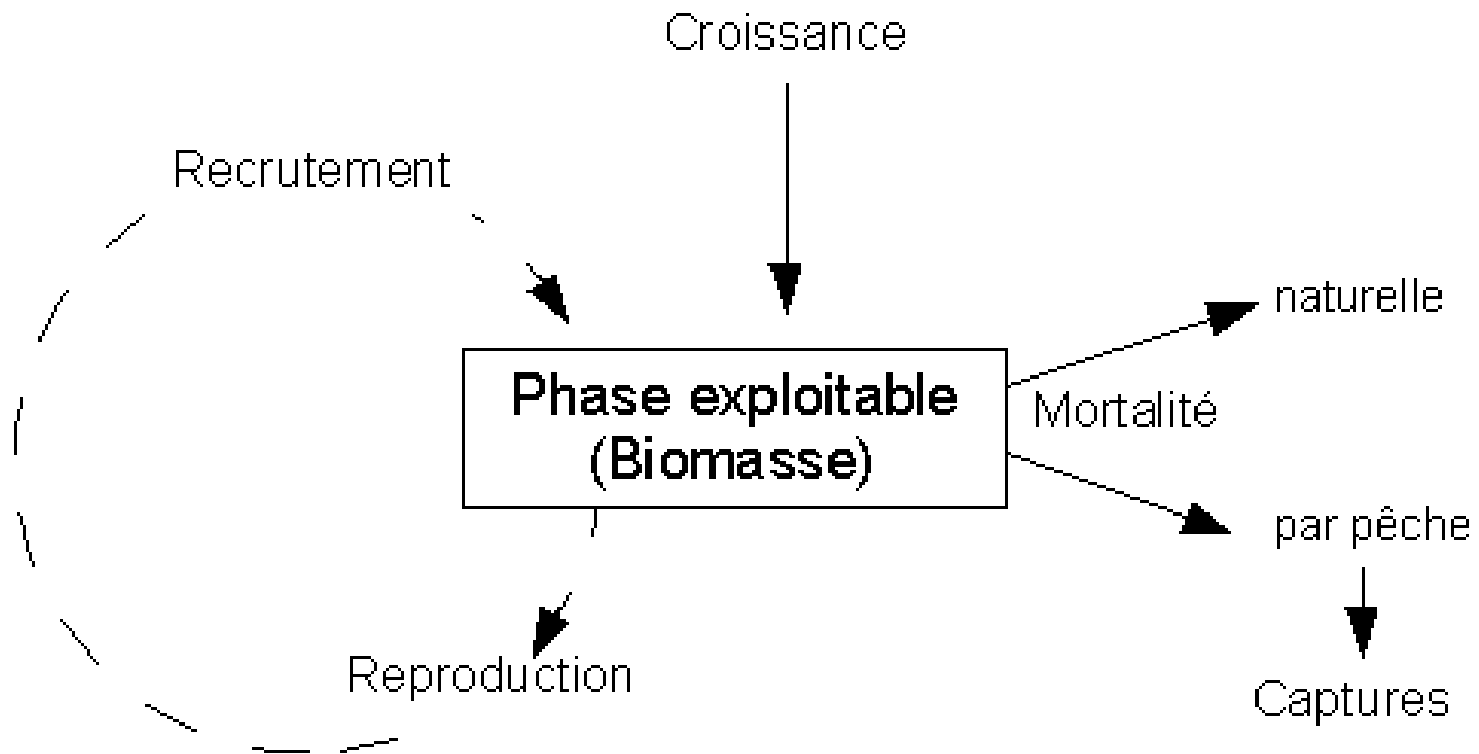 Croissance
Recrutement
naturelle
Phase exploitable
(Biomasse)
Mortalité
par pêche
Reproduction
Captures